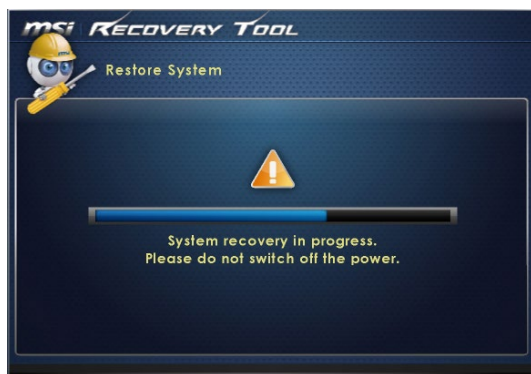 msi RECOVERY TOOL
Restore System
System recovery in progress.
Please do not switch off the power.